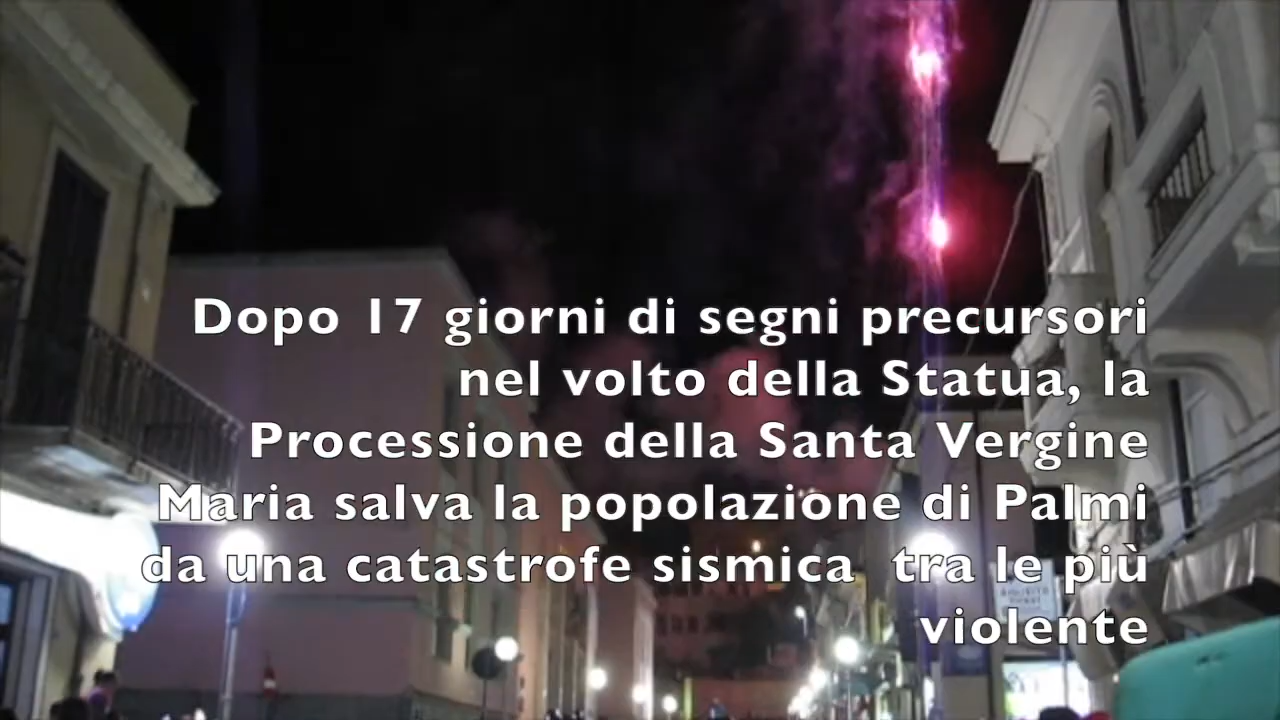 Dopo 17 giorni di segni precursori
nel volto della Statua, la
Processione della Santa Vergine
Maria salva la popolazione di Palmi
da una catastrofe sismica tra le più
violente